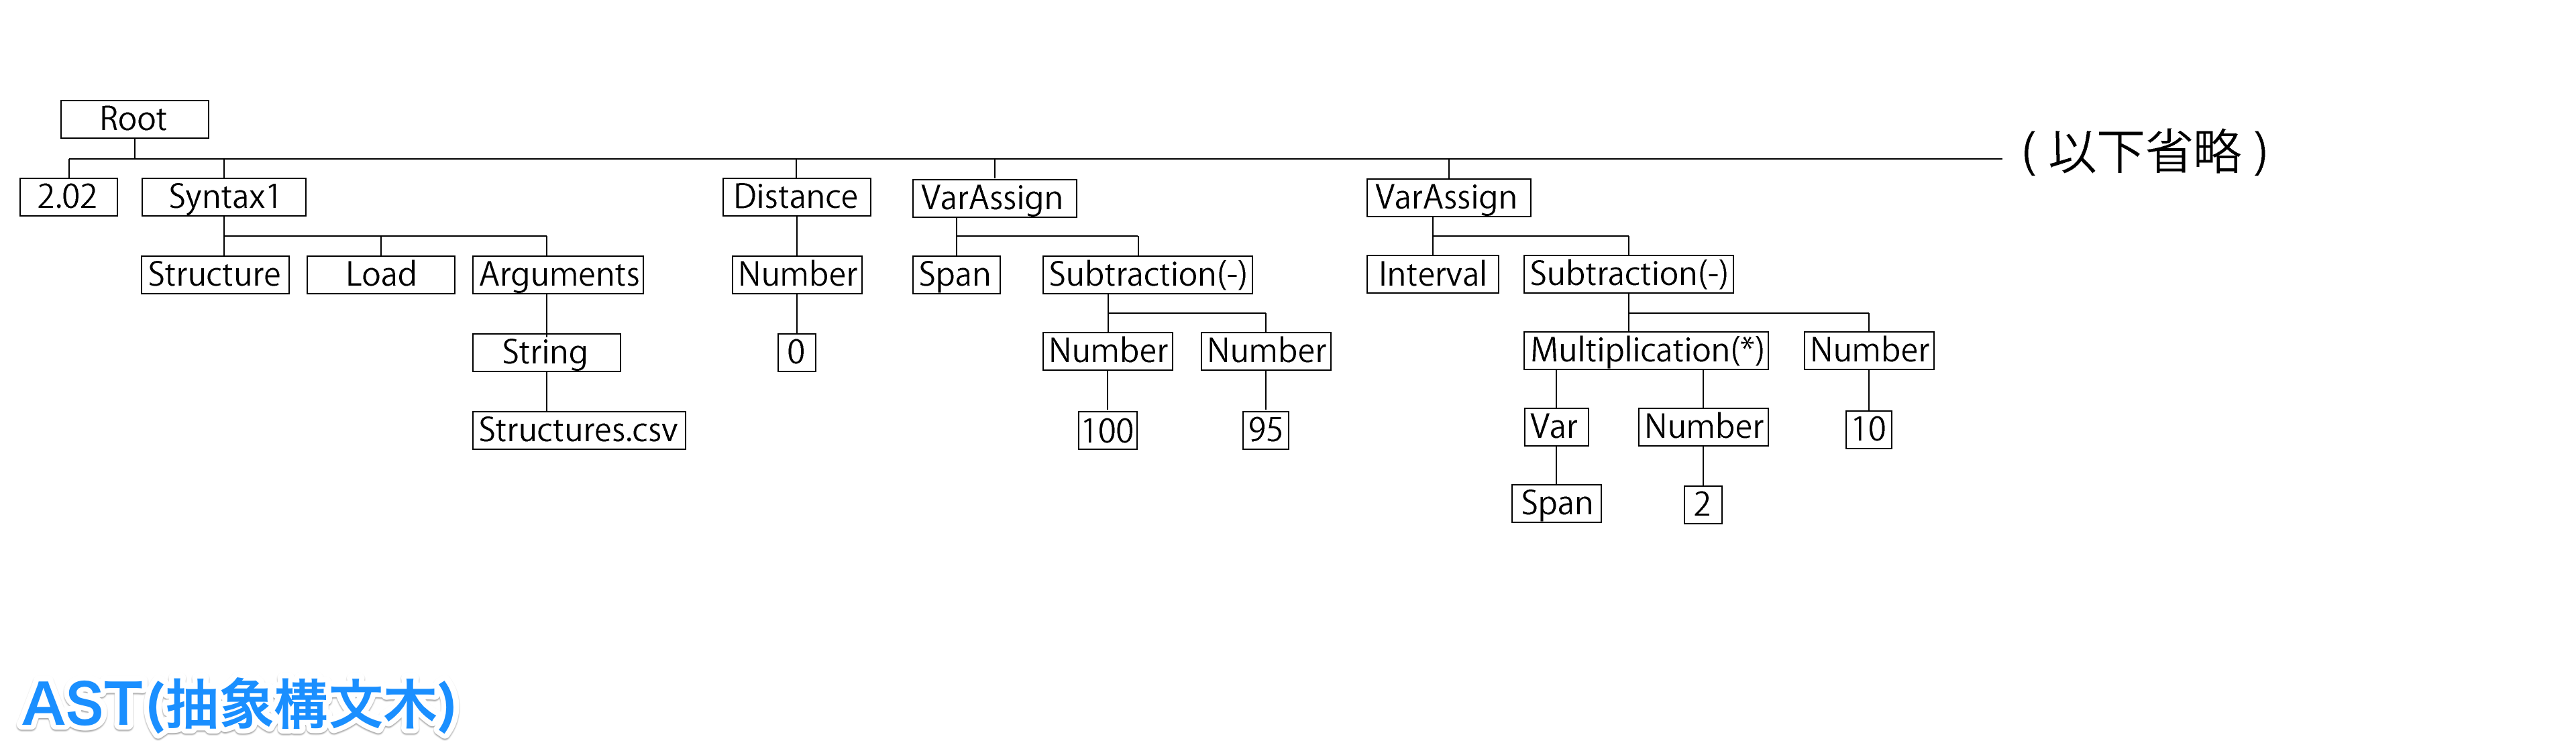 Root
(以下省略)
2.02
Syntax1
Distance
VarAssign
VarAssign
Structure
Load
Arguments
Number
Span
Subtraction(-)
Interval
Subtraction(-)
String
0
Number
Number
Multiplication(*)
Number
Structures.csv
100
95
Var
Number
10
Span
2
AST(抽象構文木)